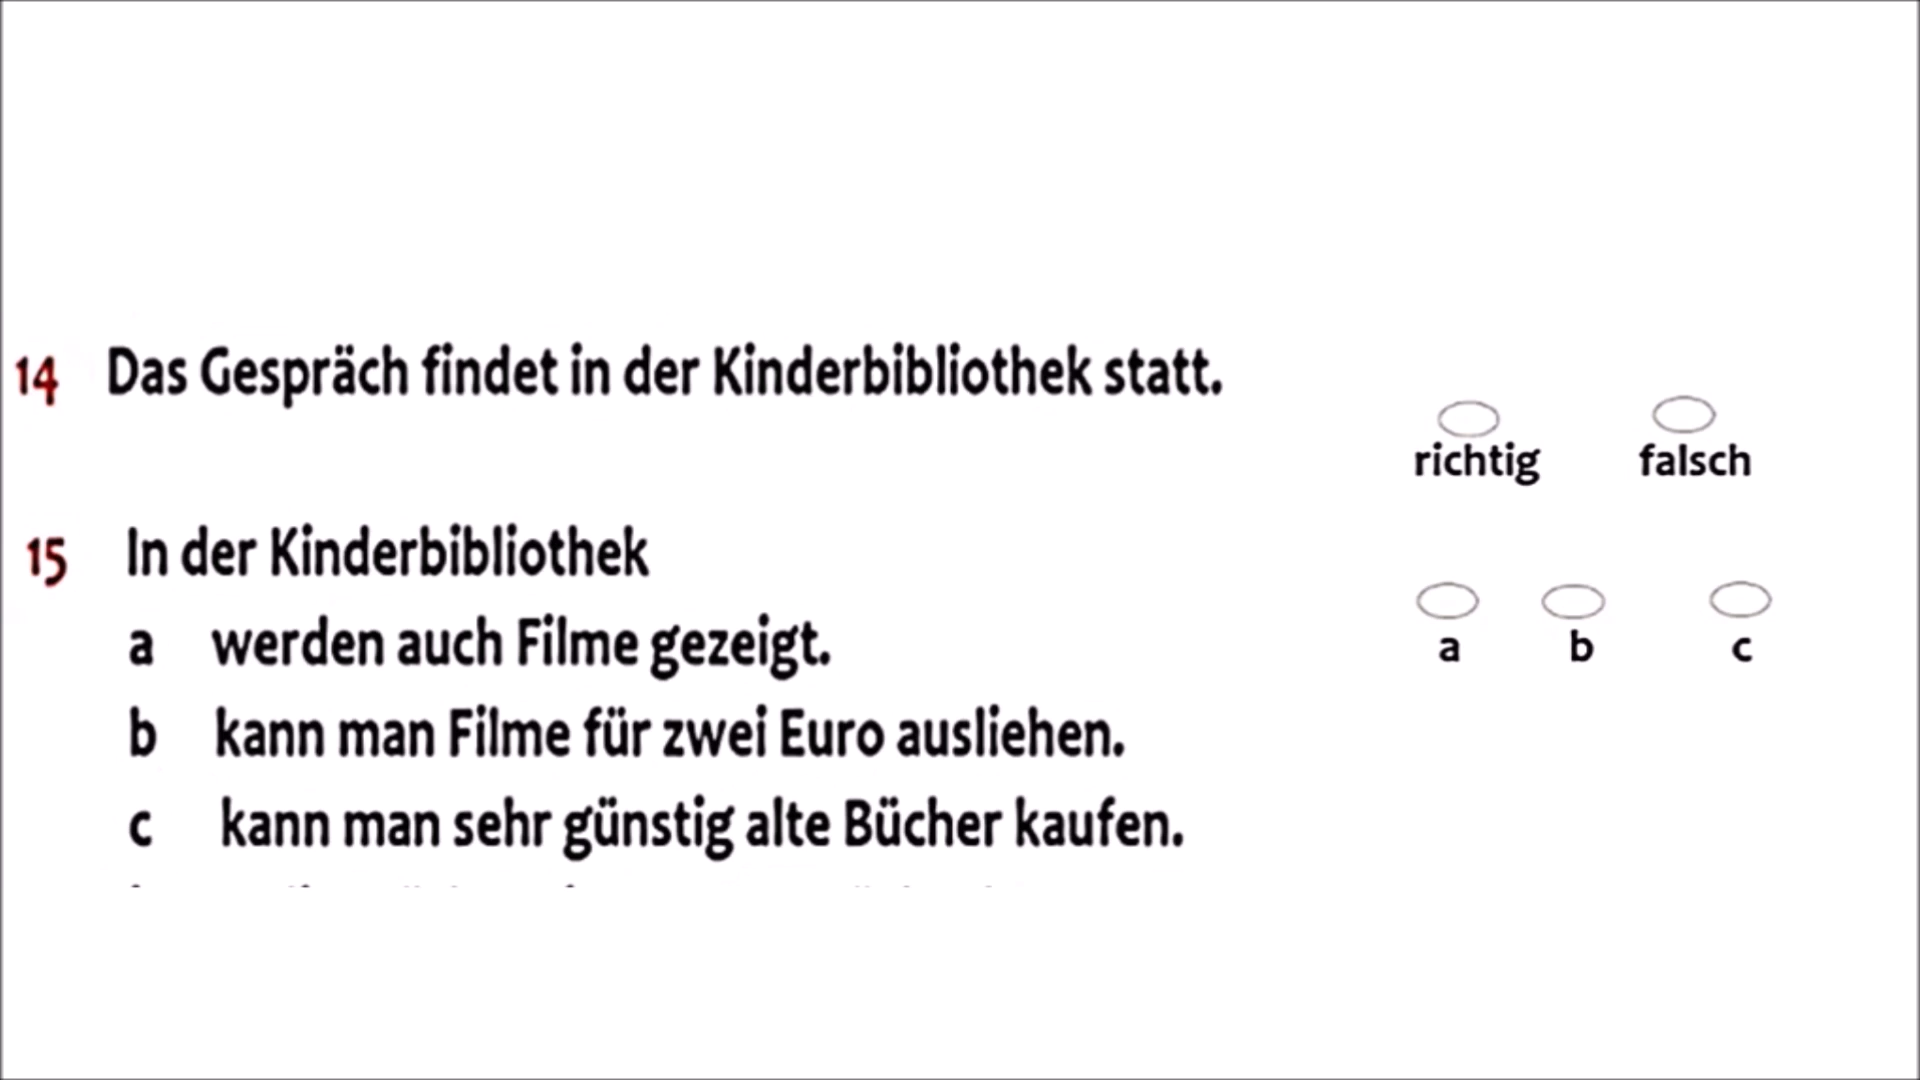 14 Das Gespräch findet in der Kinderbibliothek statt.
richtig falsch
15 In der Kinderbibliothek
a werden auch Filme gezeigt.
a b c
b kann man Filme für zwei Euro ausliehen.
c kann man sehr günstig alte Bücher kaufen.